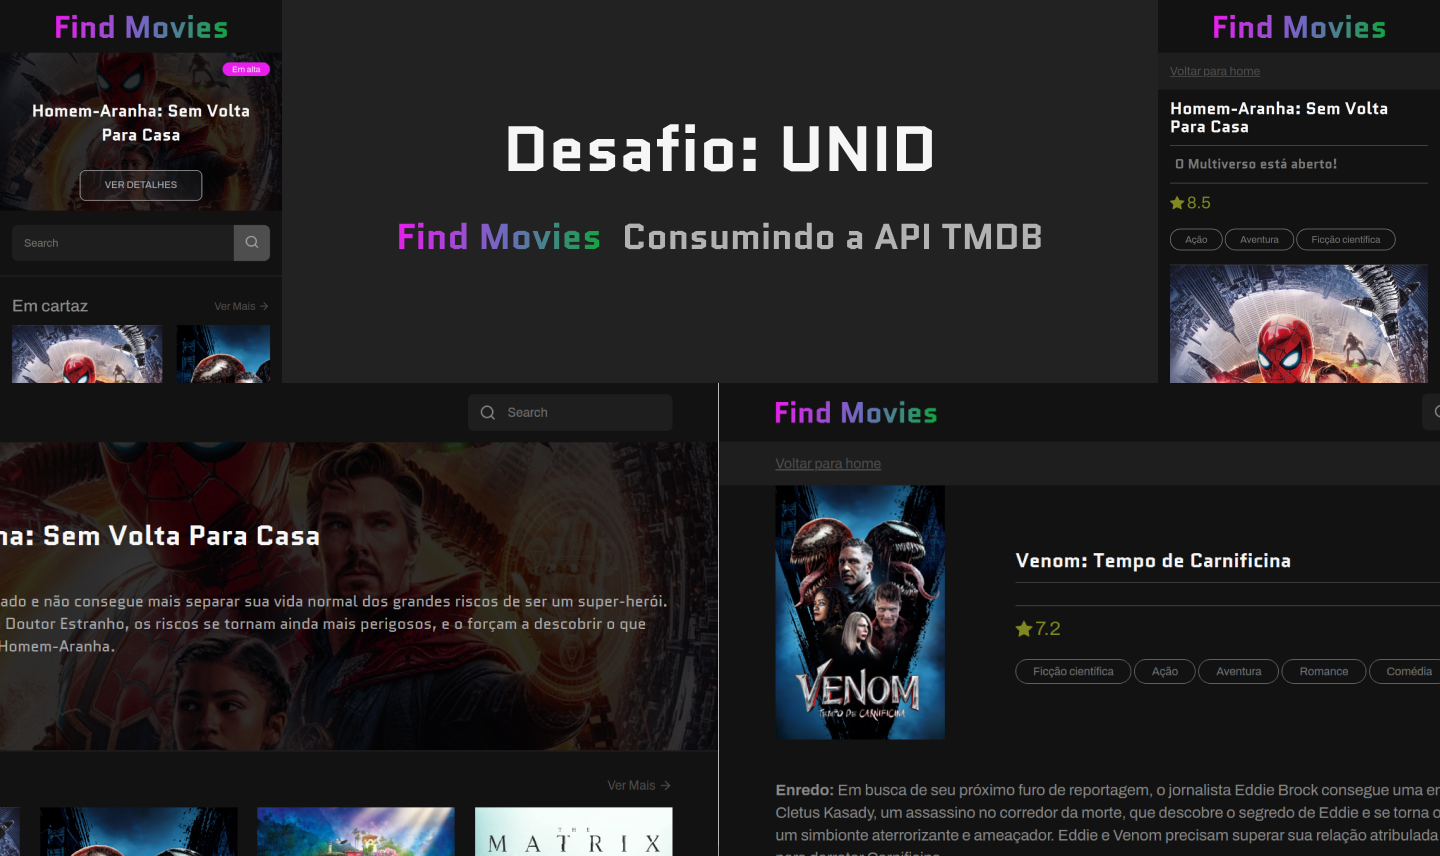 Find Movies
Em alta
Homem-Aranha: Sem Volta
Para Casa
VER DETALHES
Search
Em cartaz
Ver Mais →
Desafio: UNID
Find Movies Consumindo a API TMDB
Find Movies
Voltar para home
Homem-Aranha: Sem Volta
Para Casa
O Multiverso está aberto!
8.5
Ação
Aventura
Ficção científica
Search
ha: Sem Volta Para Casa
ado e não consegue mais separar sua vida normal dos grandes riscos de ser um super-herói.
Doutor Estranho, os riscos se tornam ainda mais perigosos, e o forçam a descobrir o que
Homem-Aranha.
Ver Mais →
THE
MATRIX
Find Movies
Voltar para home
VENOM
TEMPO DE CARNIFICINA
Venom: Tempo de Carnificina
7.2
Ficção científica
Ação
Aventura
Romance
Comédia
Enredo: Em busca de seu próximo furo de reportagem, o jornalista Eddie Brock consegue uma
Cletus Kasady, um assassino no corredor da morte, que descobre o segredo de Eddie e se torna o
um simbionte aterrorizante e ameaçador. Eddie e Venom precisam superar sua relação atribulada
para derrotar Carnificina.